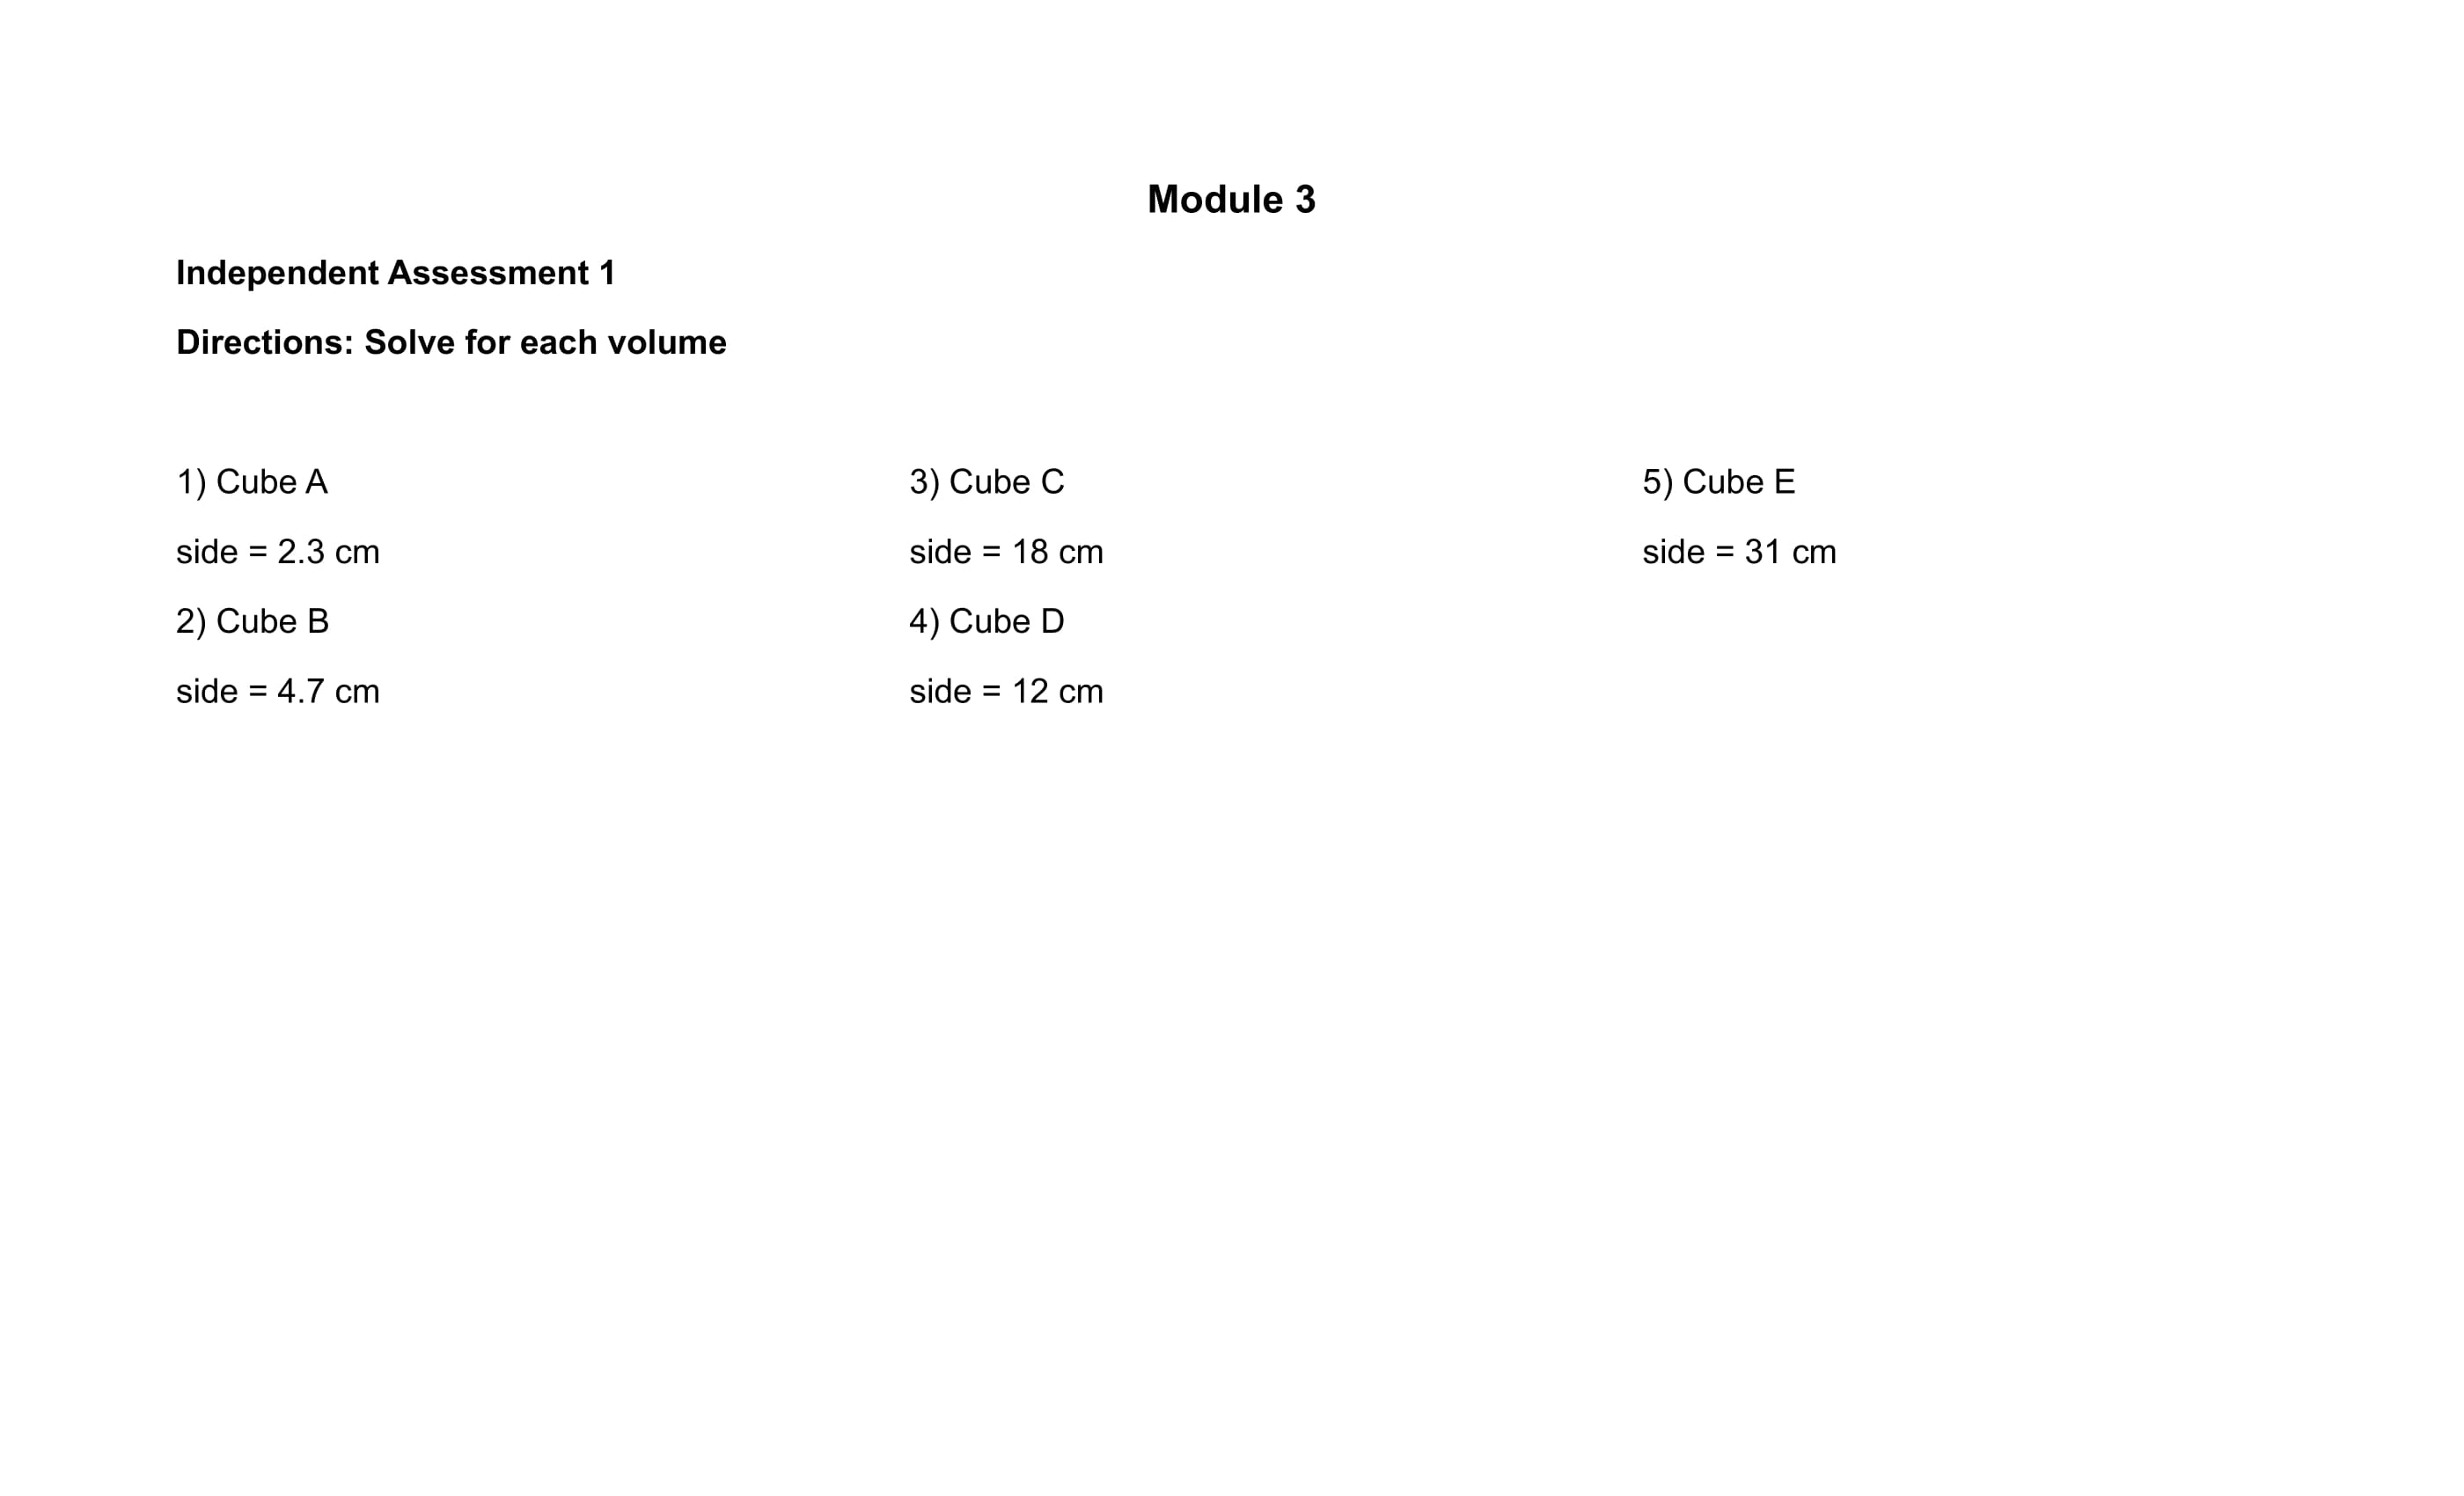 Module 3
Independent Assessment 1
Directions: Solve for each volume
1) Cube A
side = 2.3 cm
2) Cube B
side = 4.7 cm
3) Cube C
side = 18 cm
4) Cube D
side = 12 cm
5) Cube E
side = 31 cm